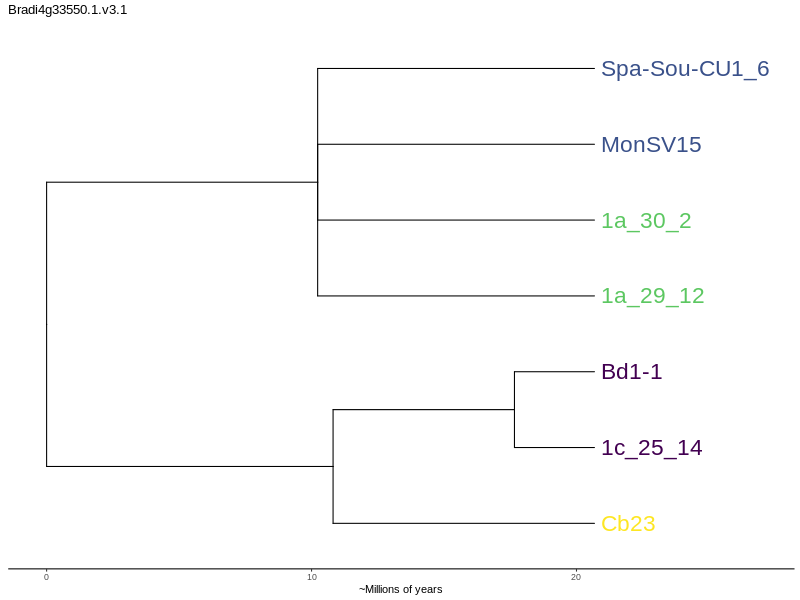 Bradi4g33550.1.v3.1
Spa-Sou-CU1_6
MonSV15
1a_30_2
1a_29_12
Bd1-1
1c_25_14
Cb23
0 10 20
~Millions of years